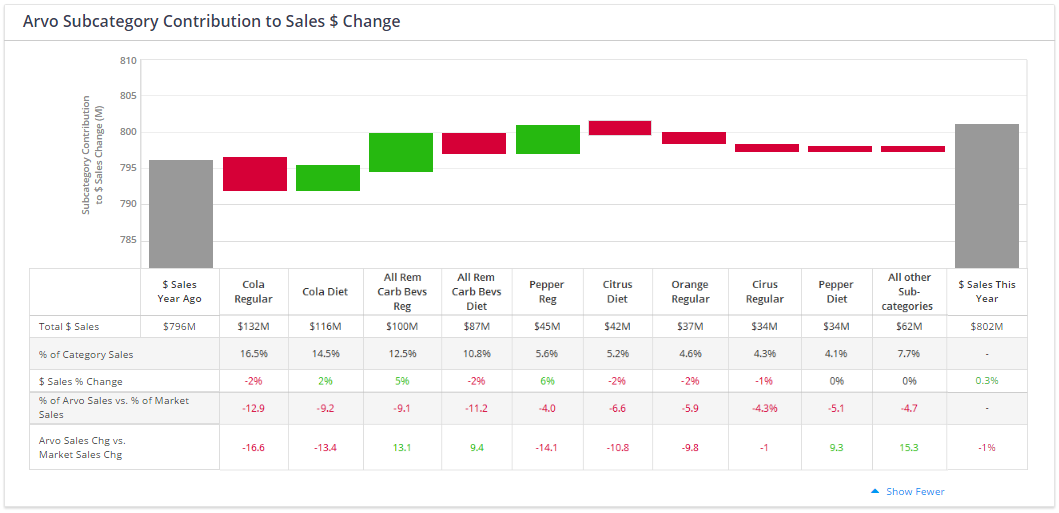 Arvo Subcategory Contribution to Sales $ Change
Subcategory Contribution
to $ Sales Change (M)
810
805
800
795
790
785
$ Sales
Year Ago
Cola
Regular
Cola Diet
All Rem
Carb Bevs
Reg
All Rem
Carb Bevs
Diet
Pepper
Reg
Citrus
Diet
Orange
Regular
Cirus
Regular
Pepper
Diet
All other
Sub-
categories
$ Sales This
Year
Total $ Sales $796M $132M $116M $100M $87M $45M $42M $37M $34M $34M $62M $802M
% of Category Sales 16.5% 14.5% 12.5% 10.8% 5.6% 5.2% 4.6% 4.3% 4.1% 7.7% -
$ Sales % Change -2% 2% 5% -2% 6% -2% -2% -1% 0% 0% 0.3%
% of Arvo Sales vs. % of Market
Sales
-12.9 -9.2 -9.1 -11.2 -4.0 -6.6 -5.9 -4.3% -5.1 -4.7 -
Arvo Sales Chg vs.
Market Sales Chg
-16.6 -13.4 13.1 9.4 -14.1 -10.8 -9.8 -1 9.3 15.3 -1%
Show Fewer